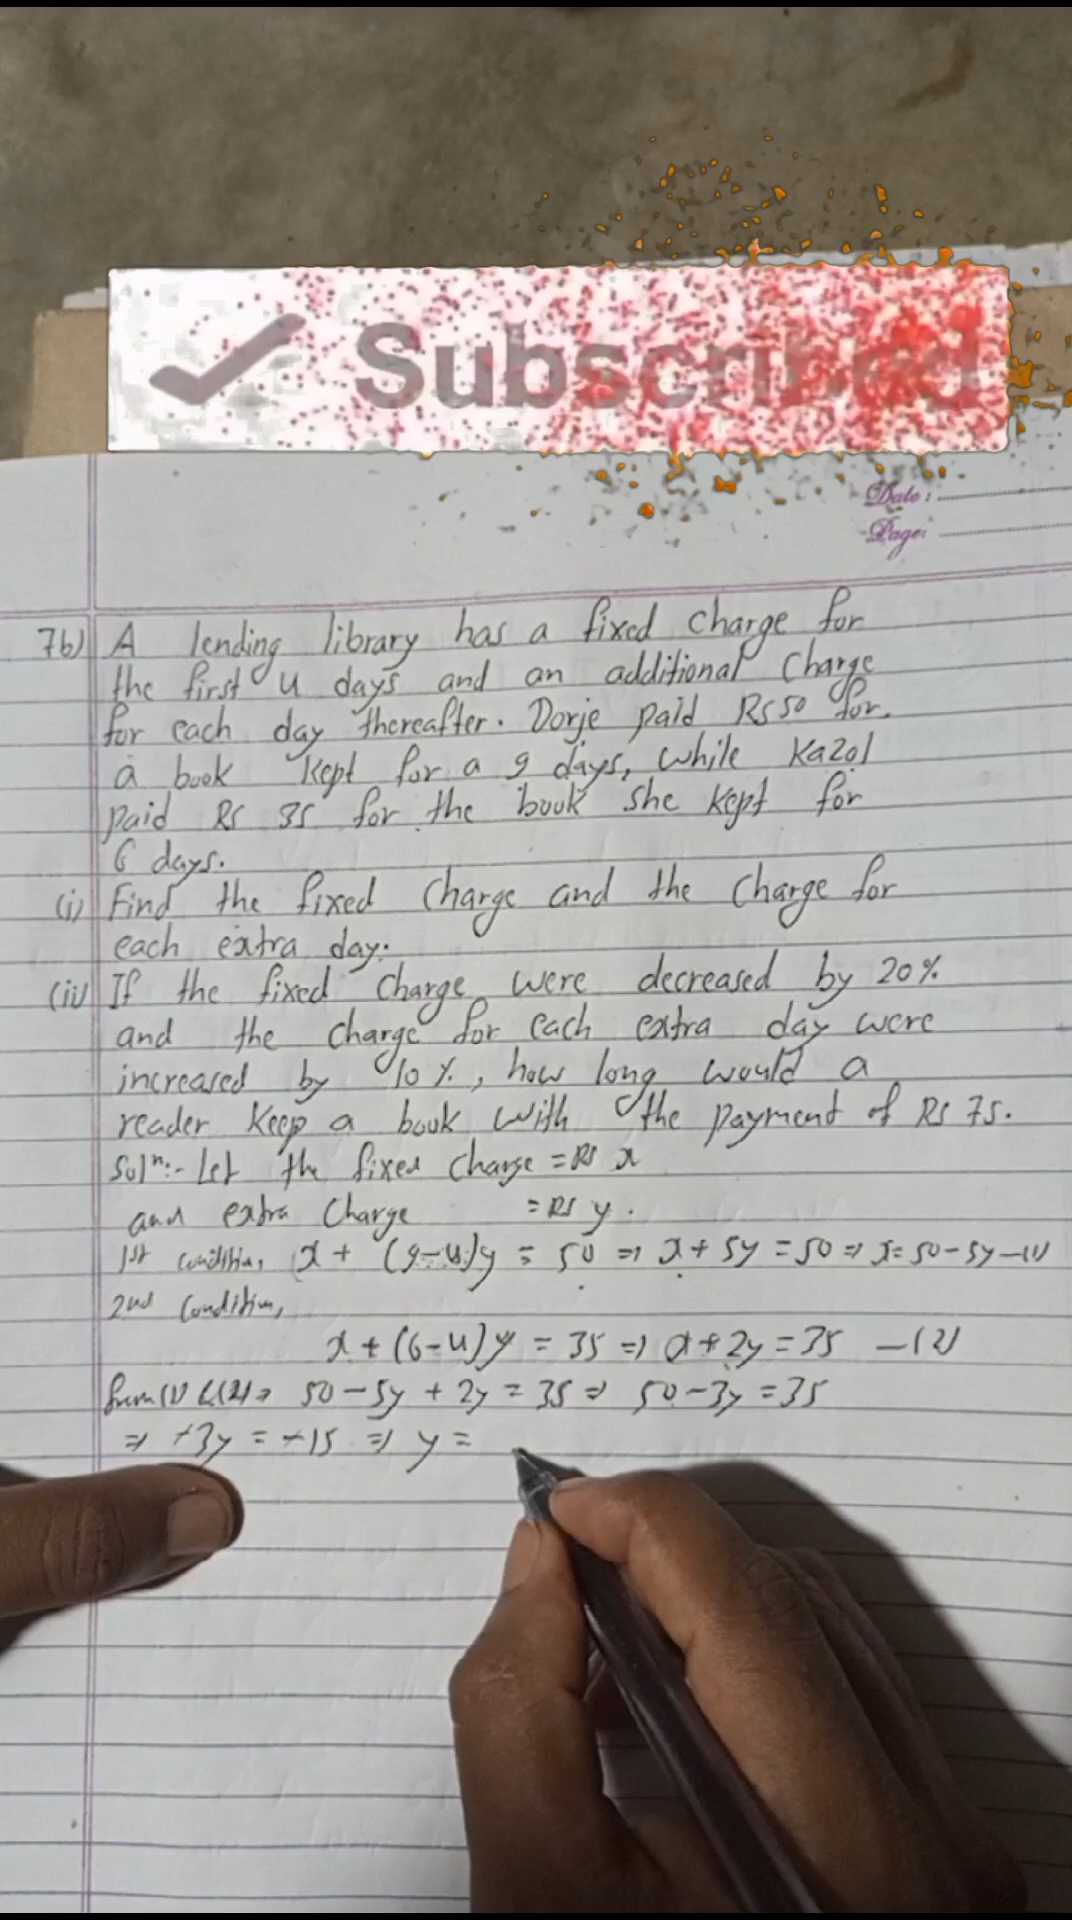 ✓ Subscribed
Date:
Page:
7b) A lending library has a fixed charge for
the first 4 days and an additional charge
for each day thereafter. Dorje paid Rs 50 for
a book kept for a 9 days, while Kazol
paid Rs 35 for the book she kept for
6 days.
(i) Find the fixed charge and the charge for
each extra day.
(ii) If the fixed charge were decreased by 20%
and the charge for each extra day were
increased by 10%, how long would a
reader keep a book with the payment of Rs 75.
Solⁿ:- Let the fixed charge = Rs x
and extra charge = Rs y.
1st condition, x + (9-4)y = 50 ⇒ x + 5y = 50 ⇒ x = 50 - 5y —(1)
2nd condition,
x + (6-4)y = 35 ⇒ x + 2y = 35 —(2)
from (1) & (2) ⇒ 50 - 5y + 2y = 35 ⇒ 50 - 3y = 35
⇒ +3y = +15 ⇒ y =